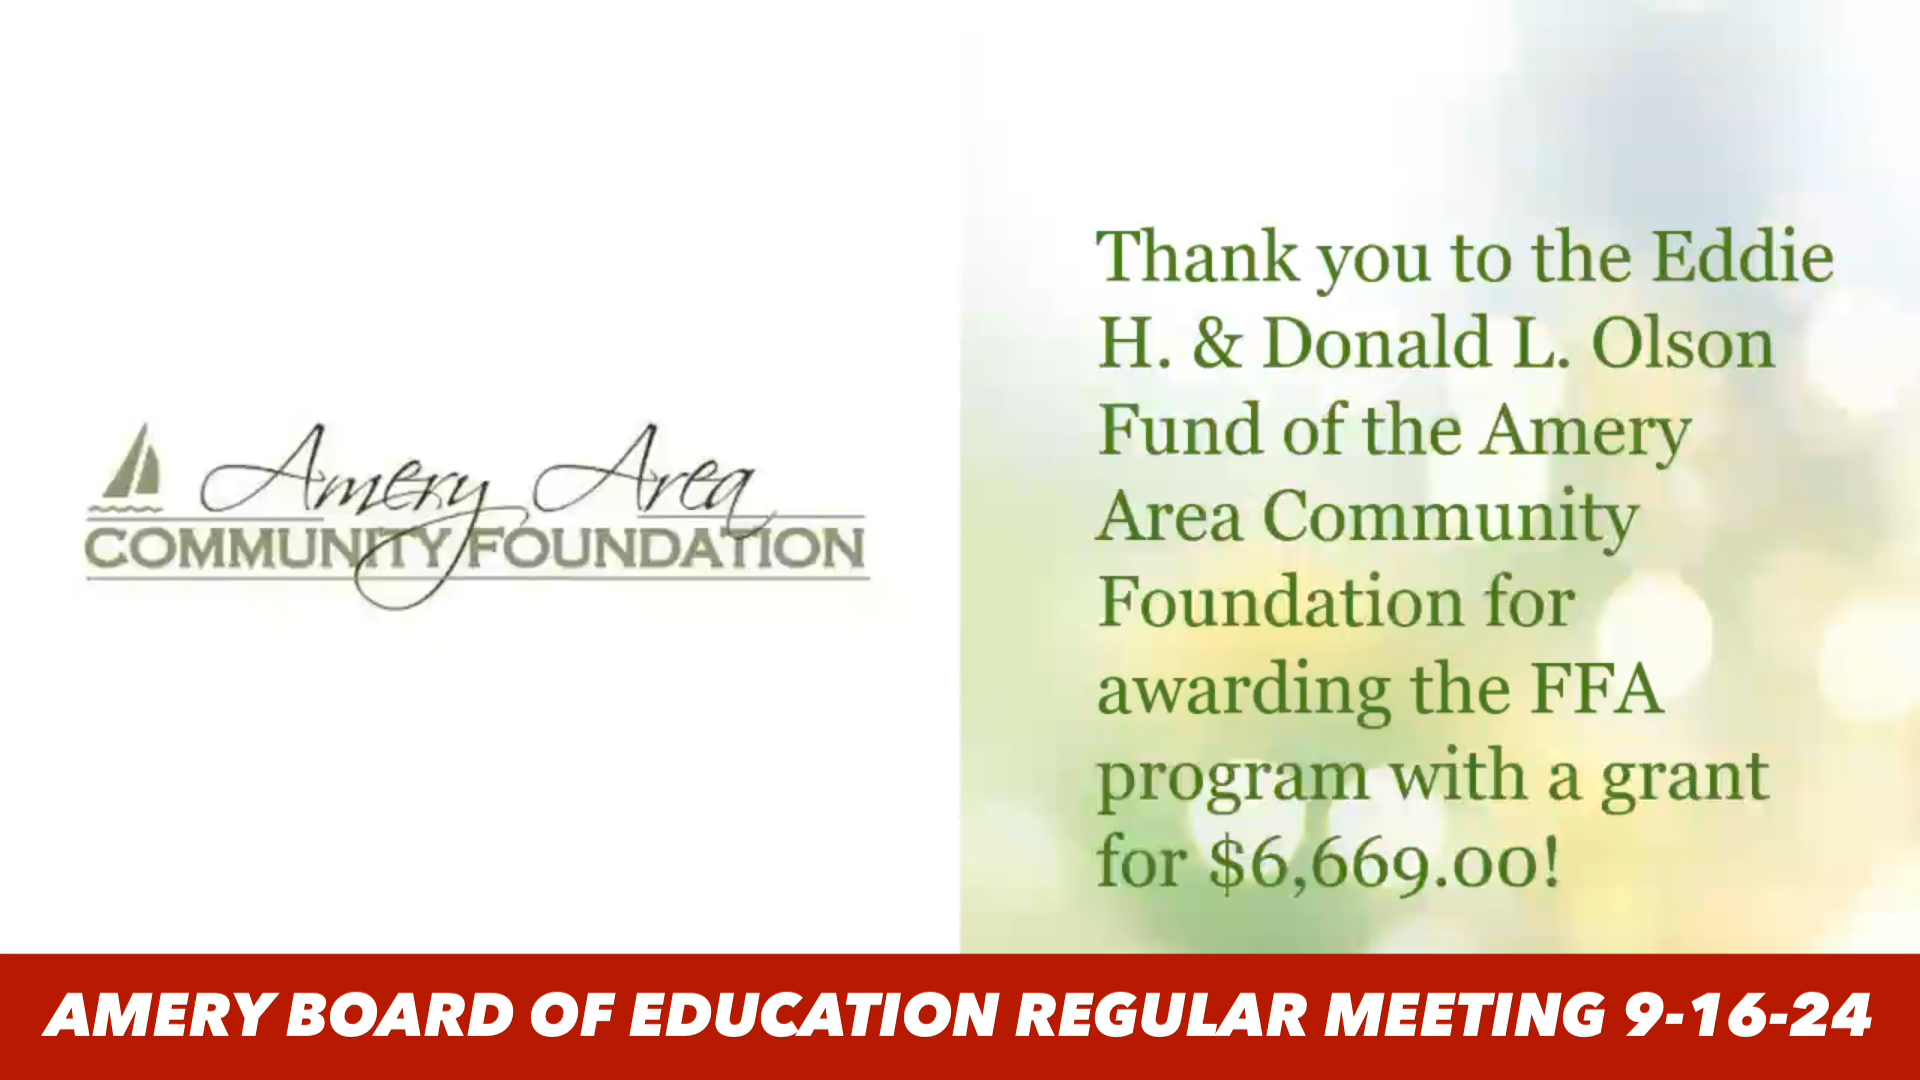 Amery Area
COMMUNITY FOUNDATION
Thank you to the Eddie
H. & Donald L. Olson
Fund of the Amery
Area Community
Foundation for
awarding the FFA
program with a grant
for $6,669.00!
AMERY BOARD OF EDUCATION REGULAR MEETING 9-16-24